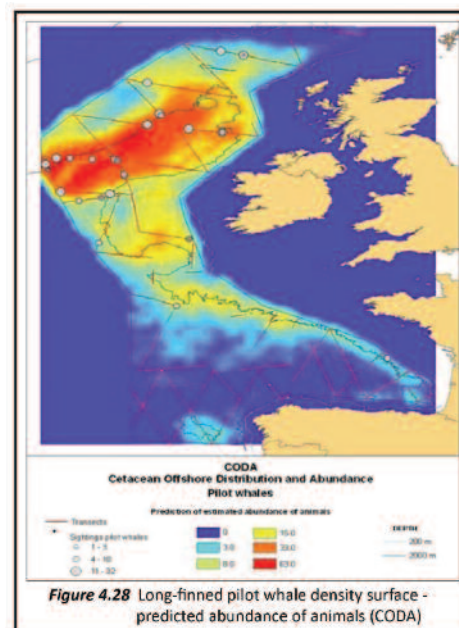 CODA
Cetacean Offshore Distribution and Abundance
Pilot whales
Prediction of estimated abundance of animals
Transects
Sightings pilot whales
1 - 3
4 - 10
11 - 32
0
3.0
15.0
33.0
63.0
DEPTH
200 m
2000 m
Figure 4.28 Long-finned pilot whale density surface -
predicted abundance of animals (CODA)